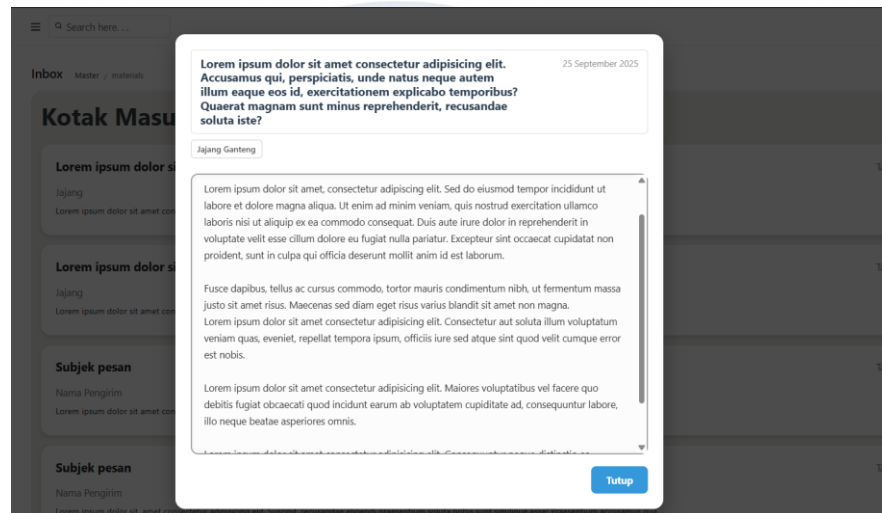 Search here. . .
Inbox Master / materials
Kotak Masu
Lorem ipsum dolor si
Jajang
Lorem ipsum dolor sit amet con
Lorem ipsum dolor si
Jajang
Lorem ipsum dolor sit amet con
Subjek pesan
Nama Pengirim
Lorem ipsum dolor sit amet con
Subjek pesan
Nama Pengirim
Lorem ipsum dolor sit amet consectetur adipisicing elit.
Accusamus qui, perspiciatis, unde natus neque autem
illum eaque eos id, exercitationem explicabo temporibus?
Quaerat magnam sunt minus reprehenderit, recusandae
soluta iste?
25 September 2025
Jajang Ganteng
Lorem ipsum dolor sit amet, consectetur adipiscing elit. Sed do eiusmod tempor incididunt ut
labore et dolore magna aliqua. Ut enim ad minim veniam, quis nostrud exercitation ullamco
laboris nisi ut aliquip ex ea commodo consequat. Duis aute irure dolor in reprehenderit in
voluptate velit esse cillum dolore eu fugiat nulla pariatur. Excepteur sint occaecat cupidatat non
proident, sunt in culpa qui officia deserunt mollit anim id est laborum.
Fusce dapibus, tellus ac cursus commodo, tortor mauris condimentum nibh, ut fermentum massa
justo sit amet risus. Maecenas sed diam eget risus varius blandit sit amet non magna.
Lorem ipsum dolor sit amet consectetur adipisicing elit. Consectetur aut soluta illum voluptatum
veniam quas, eveniet, repellat tempora ipsum, officiis iure sed atque sint quod velit cumque error
est nobis.
Lorem ipsum dolor sit amet consectetur adipisicing elit. Maiores voluptatibus vel facere quo
debitis fugiat obcaecati quod incidunt earum ab voluptatem cupiditate ad, consequuntur labore,
illo neque beatae asperiores omnis.
Tutup